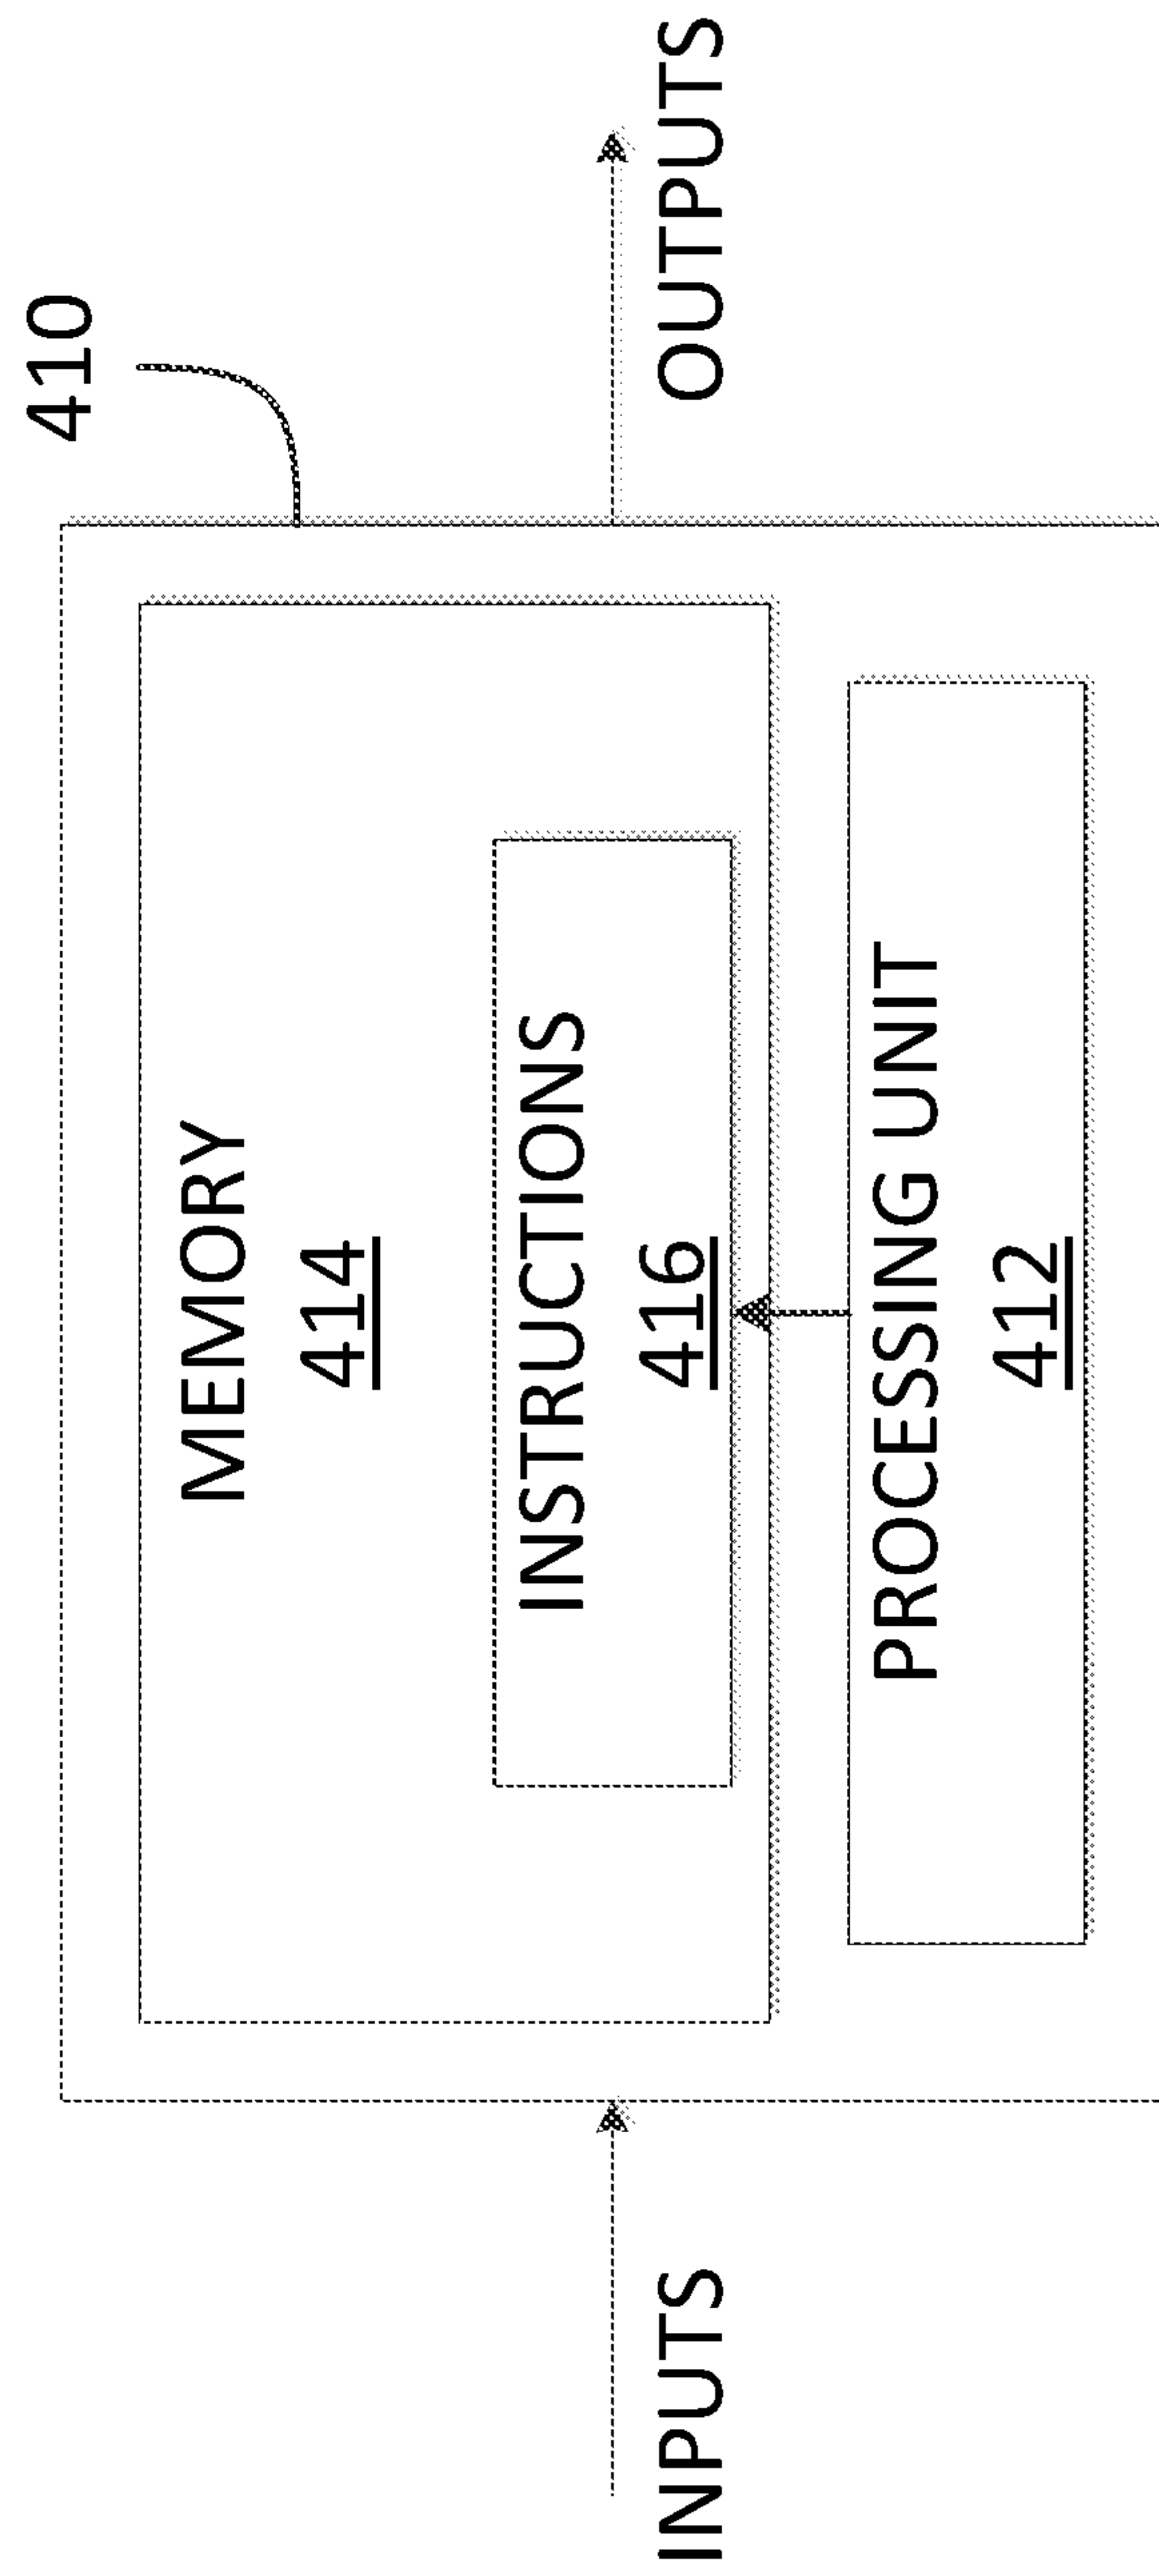 410
MEMORY
414
INSTRUCTIONS
416
PROCESSING UNIT
412
INPUTS
OUTPUTS